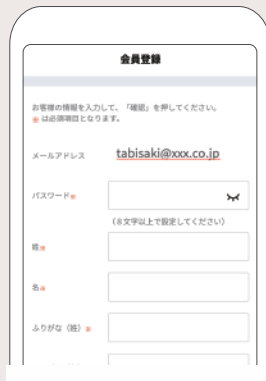 会員登録
お客様の情報を入力して、「確認」を押してください。
※ は必須項目となります。
メールアドレス tabisaki@xxx.co.jp
パスワード※
(8文字以上で設定してください)
姓※
名※
ふりがな(姓)※